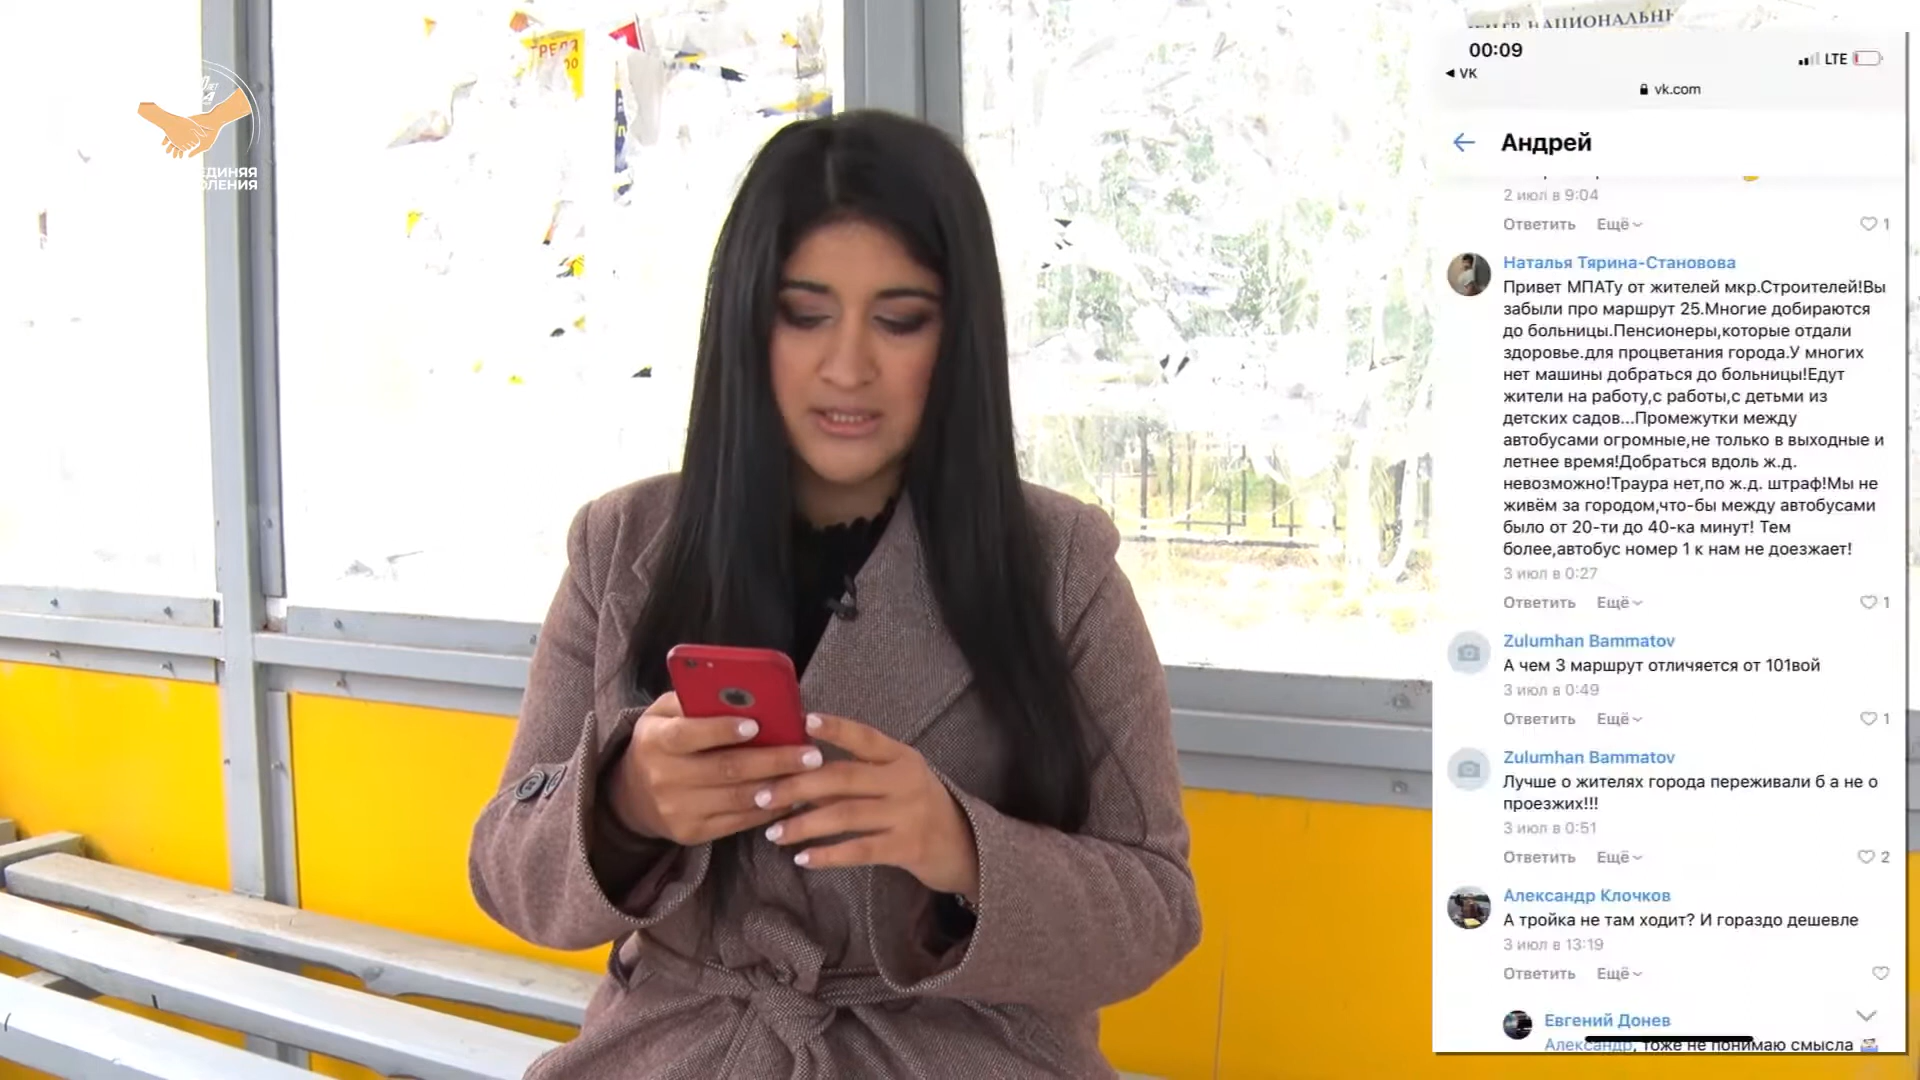 ТРЕЛЯ
ЕДИНЯЯ
ОЛЕНИЯ
НАЦИОНАЛЬНЫ
00:09
LTE
◀ VK
vk.com
Андрей
2 июл в 9:04
Ответить Ещё
1
Наталья Тярина-Становова
Привет МПАТу от жителей мкр.Строителей!Вы
забыли про маршрут 25.Многие добираются
до больницы.Пенсионеры,которые отдали
здоровье.для процветания города.У многих
нет машины добраться до больницы!Едут
жители на работу,с работы,с детьми из
детских садов...Промежутки между
автобусами огромные,не только в выходные и
летнее время!Добраться вдоль ж.д.
невозможно!Траура нет,по ж.д. штраф!Мы не
живём за городом,что-бы между автобусами
было от 20-ти до 40-ка минут! Тем
более,автобус номер 1 к нам не доезжает!
3 июл в 0:27
Ответить Ещё
1
Zulumhan Bammatov
А чем 3 маршрут отличяется от 101вой
3 июл в 0:49
Ответить Ещё
1
Zulumhan Bammatov
Лучше о жителях города переживали б а не о
проезжих!!!
3 июл в 0:51
Ответить Ещё
2
Александр Клочков
А тройка не там ходит? И гораздо дешевле
3 июл в 13:19
Ответить Ещё
Евгений Донев
Александр, тоже не понимаю смысла